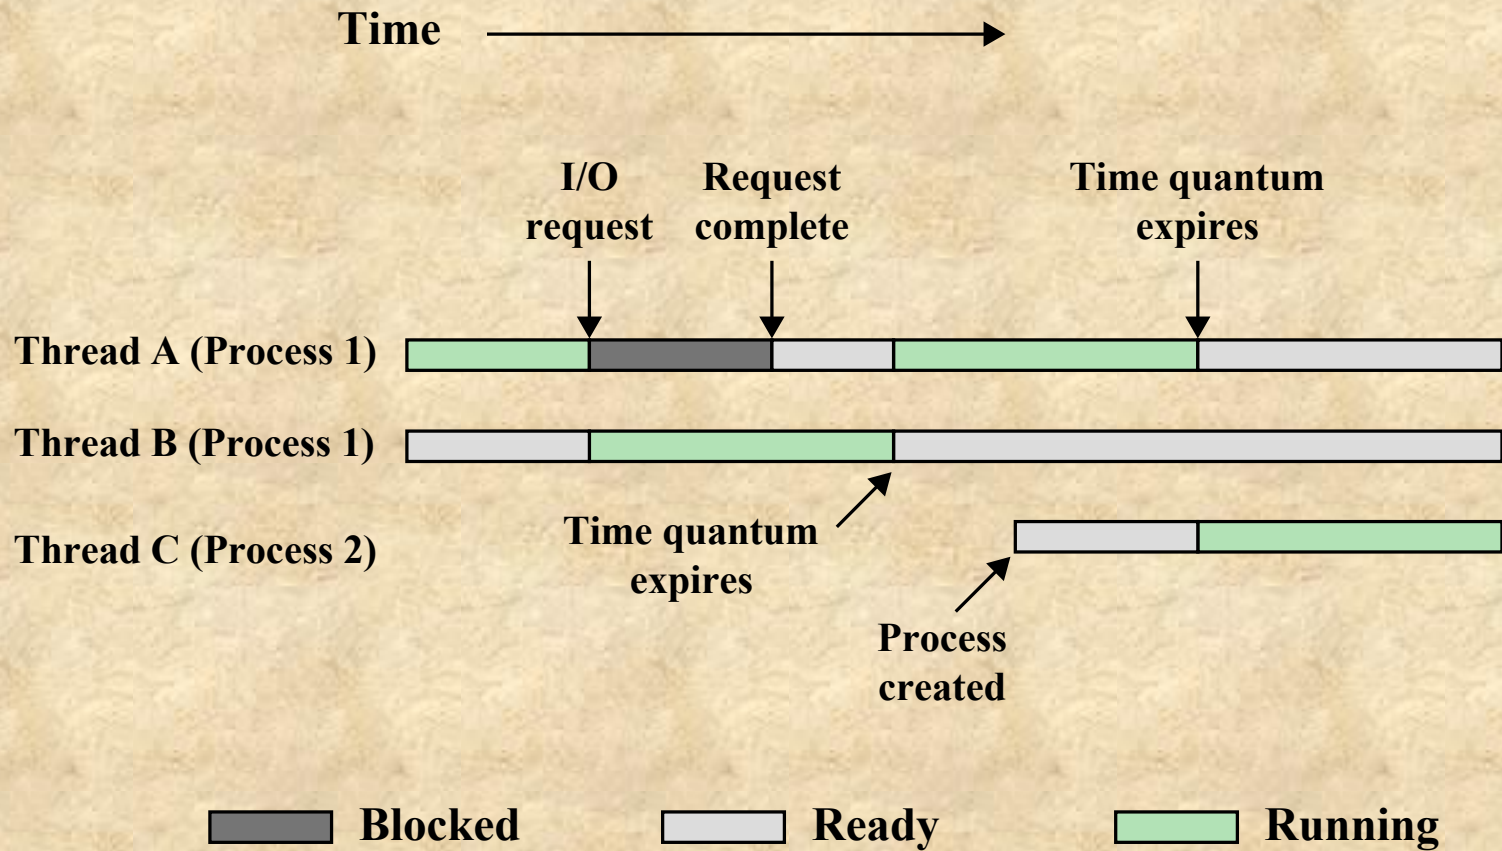 Time
I/O
request
Request
complete
Time quantum
expires
Thread A (Process 1)
Thread B (Process 1)
Thread C (Process 2)
Time quantum
expires
Process
created
Blocked
Ready
Running